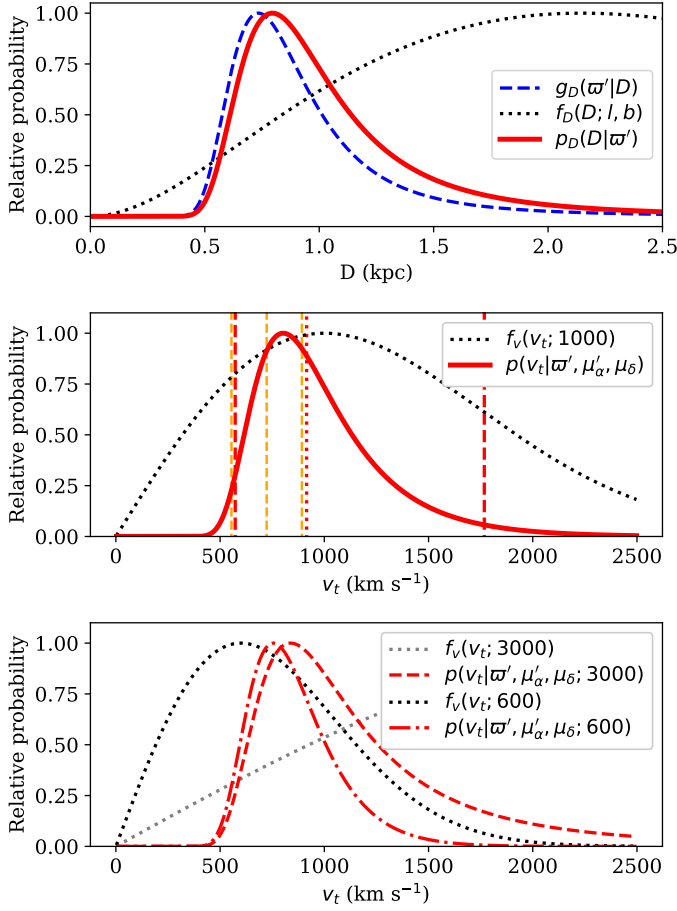 Relative probability
1.00
0.75
0.50
0.25
0.00
g_D(ϖ′|D)
f_D(D; l, b)
p_D(D|ϖ′)
0.0 0.5 1.0 1.5 2.0 2.5
D (kpc)
Relative probability
1.00
0.75
0.50
0.25
0.00
f_v(v_t; 1000)
p(v_t|ϖ′, μ′_α, μ_δ)
0 500 1000 1500 2000 2500
v_t (km s⁻¹)
Relative probability
1.00
0.75
0.50
0.25
0.00
f_v(v_t; 3000)
p(v_t|ϖ′, μ′_α, μ_δ; 3000)
f_v(v_t; 600)
p(v_t|ϖ′, μ′_α, μ_δ; 600)
0 500 1000 1500 2000 2500
v_t (km s⁻¹)